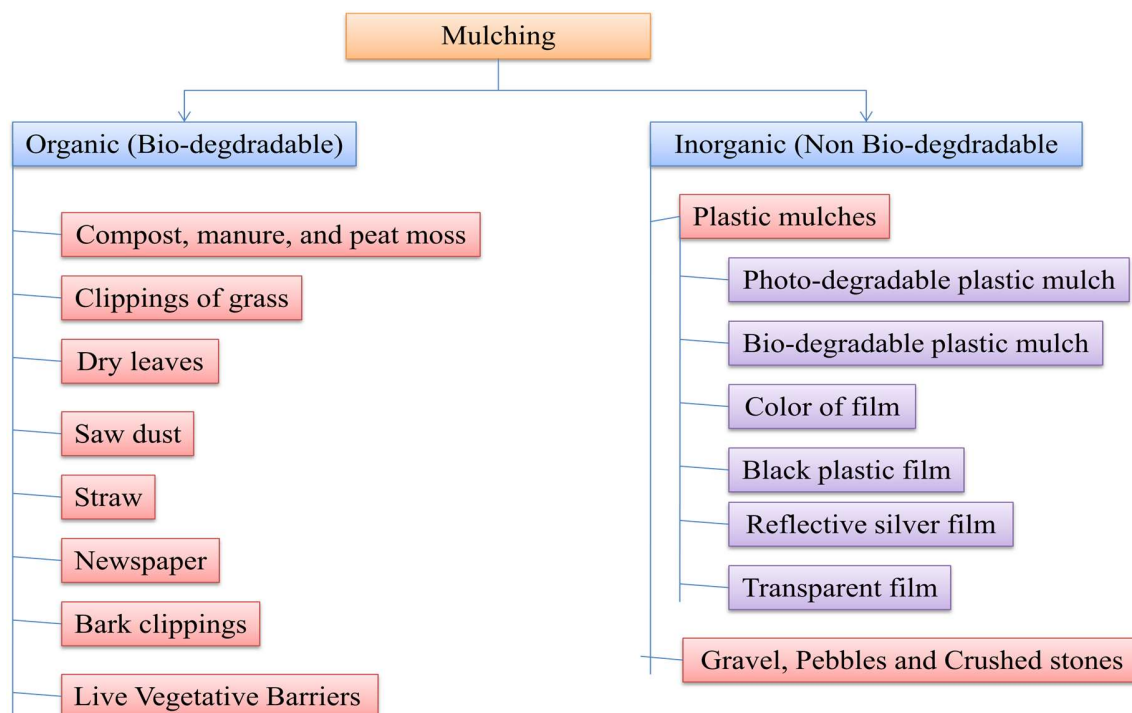 Mulching
Organic (Bio-degdradable)
Compost, manure, and peat moss
Clippings of grass
Dry leaves
Saw dust
Straw
Newspaper
Bark clippings
Live Vegetative Barriers
Inorganic (Non Bio-degdradable
Plastic mulches
Photo-degradable plastic mulch
Bio-degradable plastic mulch
Color of film
Black plastic film
Reflective silver film
Transparent film
Gravel, Pebbles and Crushed stones